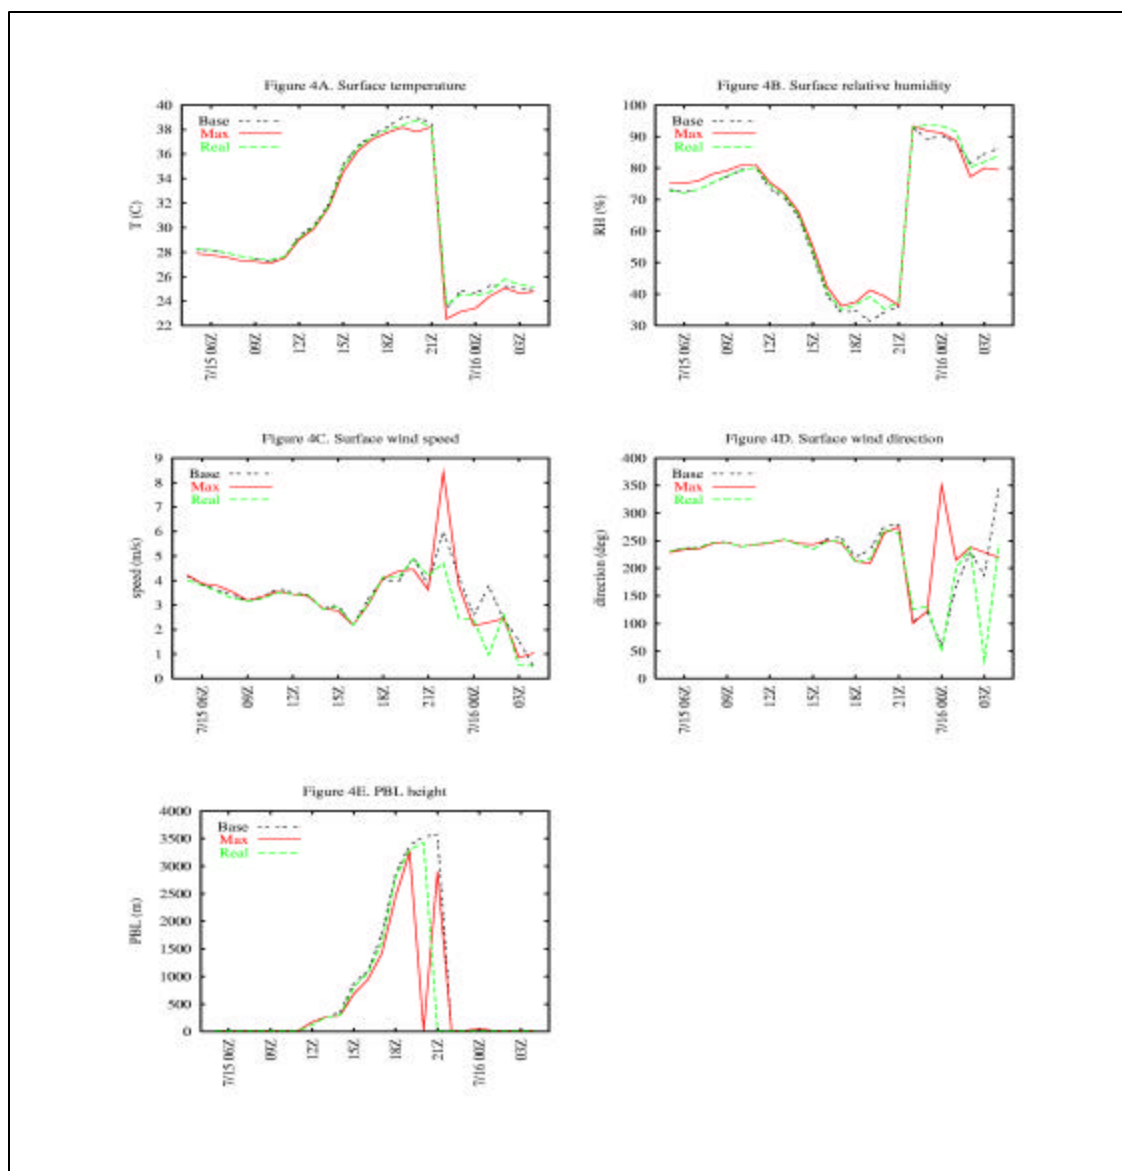 Figure 4A. Surface temperature
40
38
36
34
32
30
28
26
24
22
T (C)
Base
Max
Real
7/15 06Z
09Z
12Z
15Z
18Z
21Z
7/16 00Z
03Z
Figure 4B. Surface relative humidity
100
90
80
70
60
50
40
30
RH (%)
Base
Max
Real
7/15 06Z
09Z
12Z
15Z
18Z
21Z
7/16 00Z
03Z
Figure 4C. Surface wind speed
9
8
7
6
5
4
3
2
1
0
speed (m/s)
Base
Max
Real
7/15 06Z
09Z
12Z
15Z
18Z
21Z
7/16 00Z
03Z
Figure 4D. Surface wind direction
400
350
300
250
200
150
100
50
0
direction (deg)
Base
Max
Real
7/15 06Z
09Z
12Z
15Z
18Z
21Z
7/16 00Z
03Z
Figure 4E. PBL height
4000
3500
3000
2500
2000
1500
1000
500
0
PBL (m)
Base
Max
Real
7/15 06Z
09Z
12Z
15Z
18Z
21Z
7/16 00Z
03Z